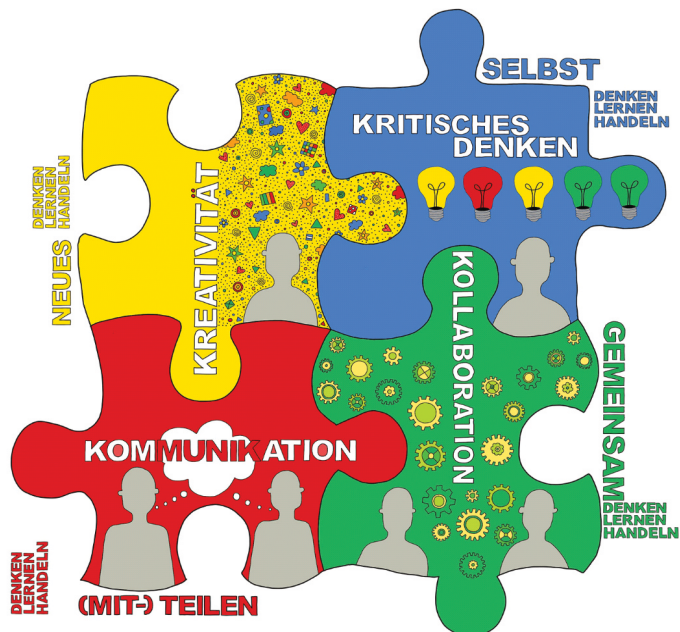 NEUES
DENKEN
LERNEN
HANDELN
KREATIVITÄT
SELBST
DENKEN
LERNEN
HANDELN
KRITISCHES
DENKEN
KOMMUNIKATION
DENKEN
LERNEN
HANDELN
(MIT-) TEILEN
KOLLABORATION
GEMEINSAM
DENKEN
LERNEN
HANDELN